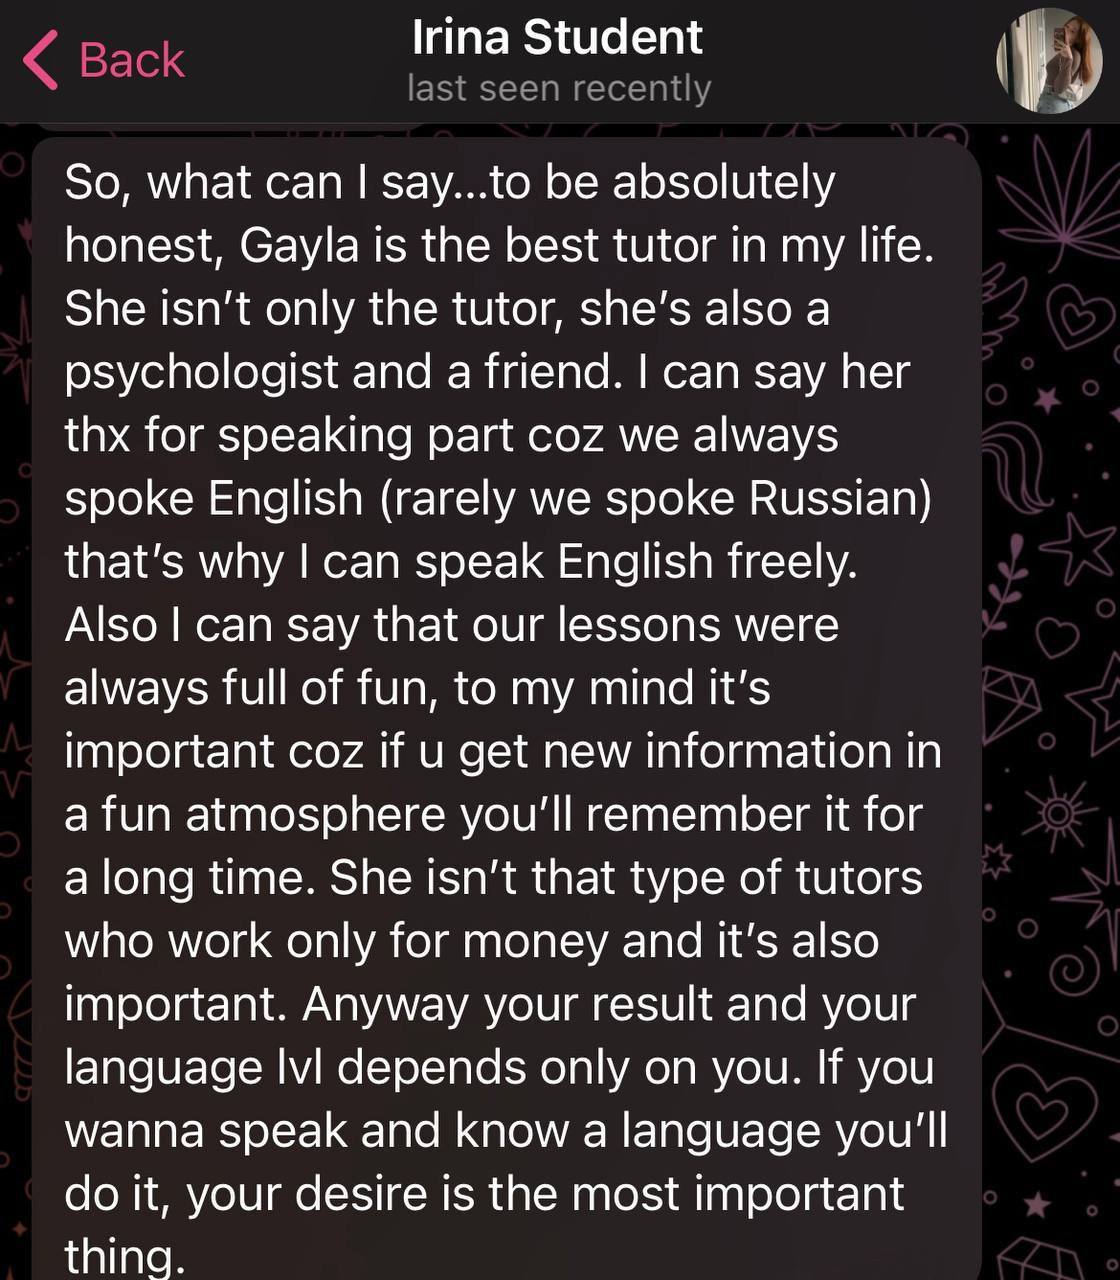 Back
Irina Student
last seen recently
So, what can I say...to be absolutely
honest, Gayla is the best tutor in my life.
She isn’t only the tutor, she’s also a
psychologist and a friend. I can say her
thx for speaking part coz we always
spoke English (rarely we spoke Russian)
that’s why I can speak English freely.
Also I can say that our lessons were
always full of fun, to my mind it’s
important coz if u get new information in
a fun atmosphere you’ll remember it for
a long time. She isn’t that type of tutors
who work only for money and it’s also
important. Anyway your result and your
language lvl depends only on you. If you
wanna speak and know a language you’ll
do it, your desire is the most important
thing.